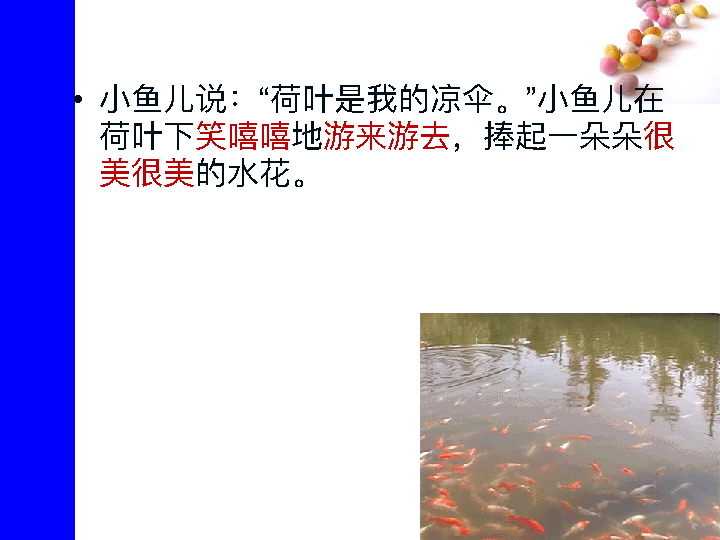 • 小鱼儿说：“荷叶是我的凉伞。”小鱼儿在
荷叶下笑嘻嘻地游来游去，捧起一朵朵很
美很美的水花。